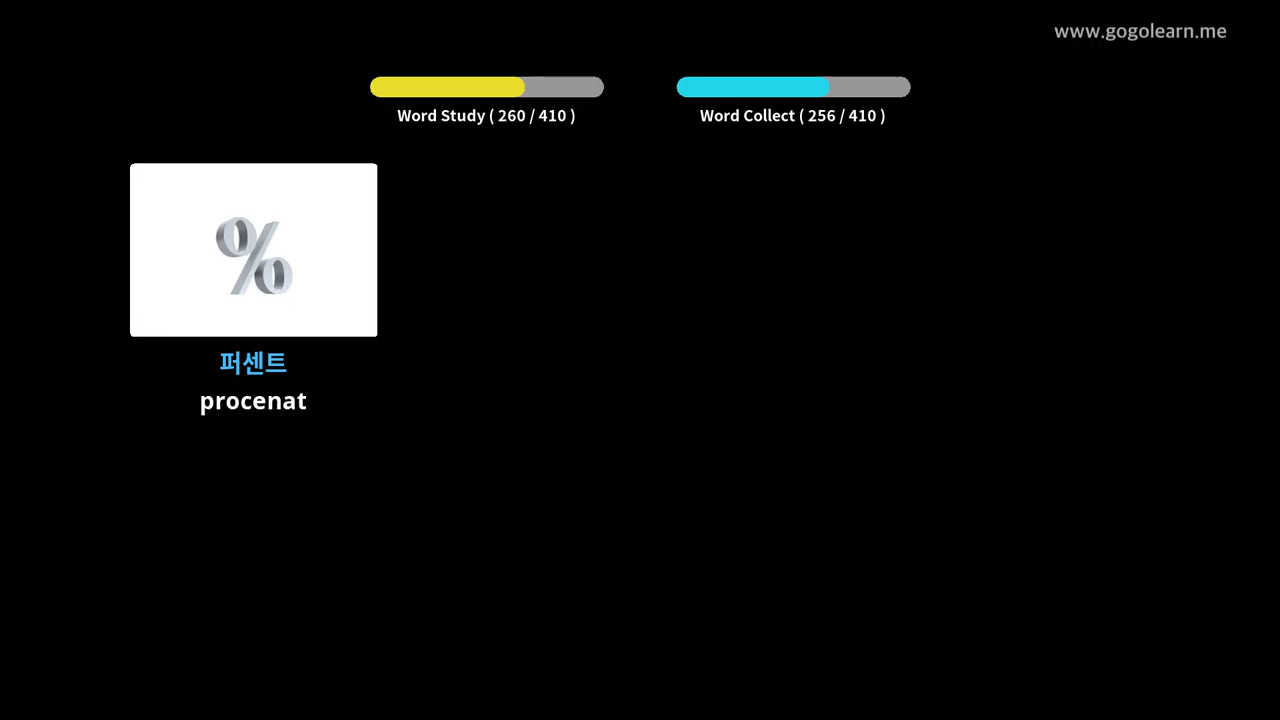 www.gogolearn.me
Word Study ( 260 / 410 )
Word Collect ( 256 / 410 )
%
퍼센트
procenat